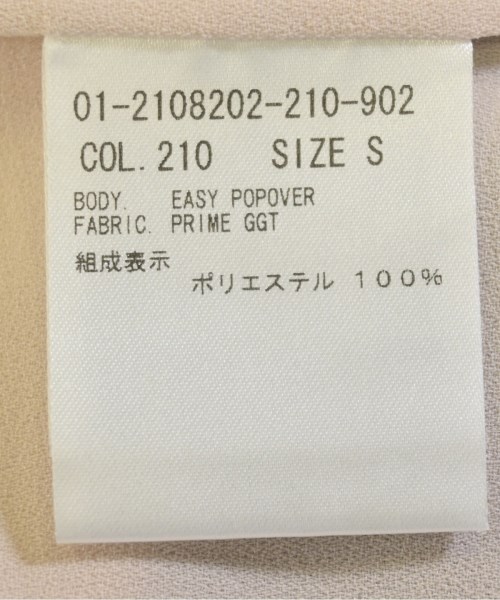 01-2108202-210-902
COL. 210 SIZE S
BODY. EASY POPOVER
FABRIC. PRIME GGT
組成表示
ポリエステル １００％